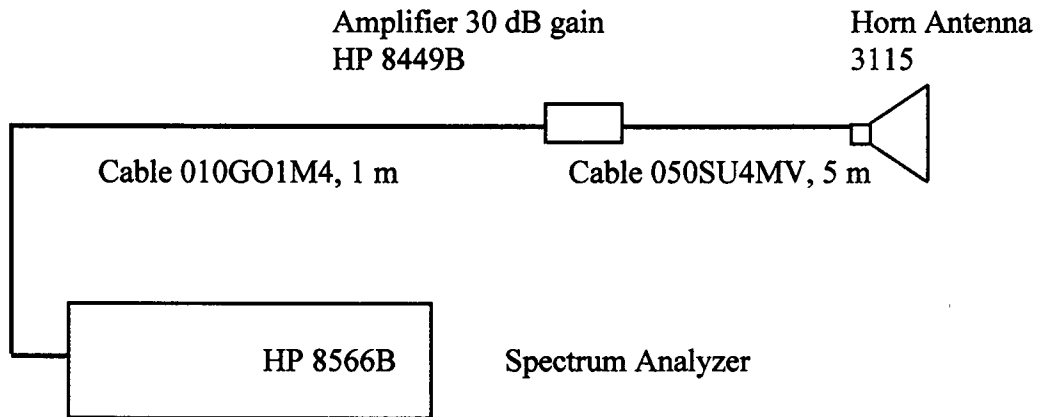 Amplifier 30 dB gain
HP 8449B
Horn Antenna
3115
Cable 010GO1M4, 1 m
Cable 050SU4MV, 5 m
HP 8566B
Spectrum Analyzer